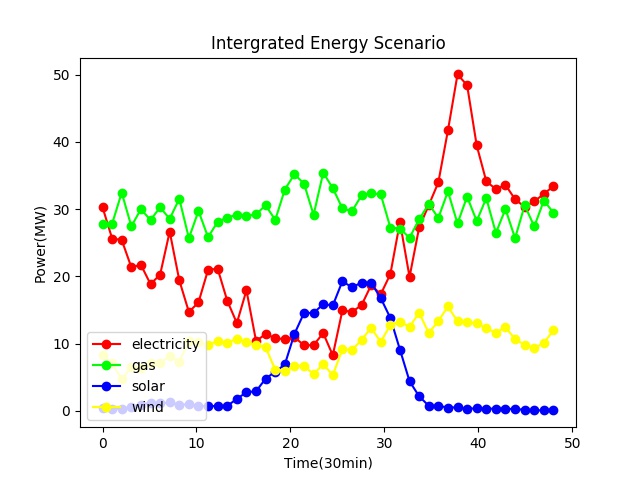 Intergrated Energy Scenario
Power(MW)
50
40
30
20
10
0
electricity
gas
solar
wind
0 10 20 30 40 50
Time(30min)